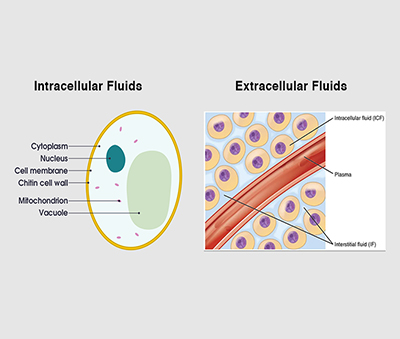 Intracellular Fluids
Extracellular Fluids
Cytoplasm
Nucleus
Cell membrane
Chitin cell wall
Mitochondrion
Vacuole
Intracellular fluid (ICF)
Plasma
Interstitial fluid (IF)